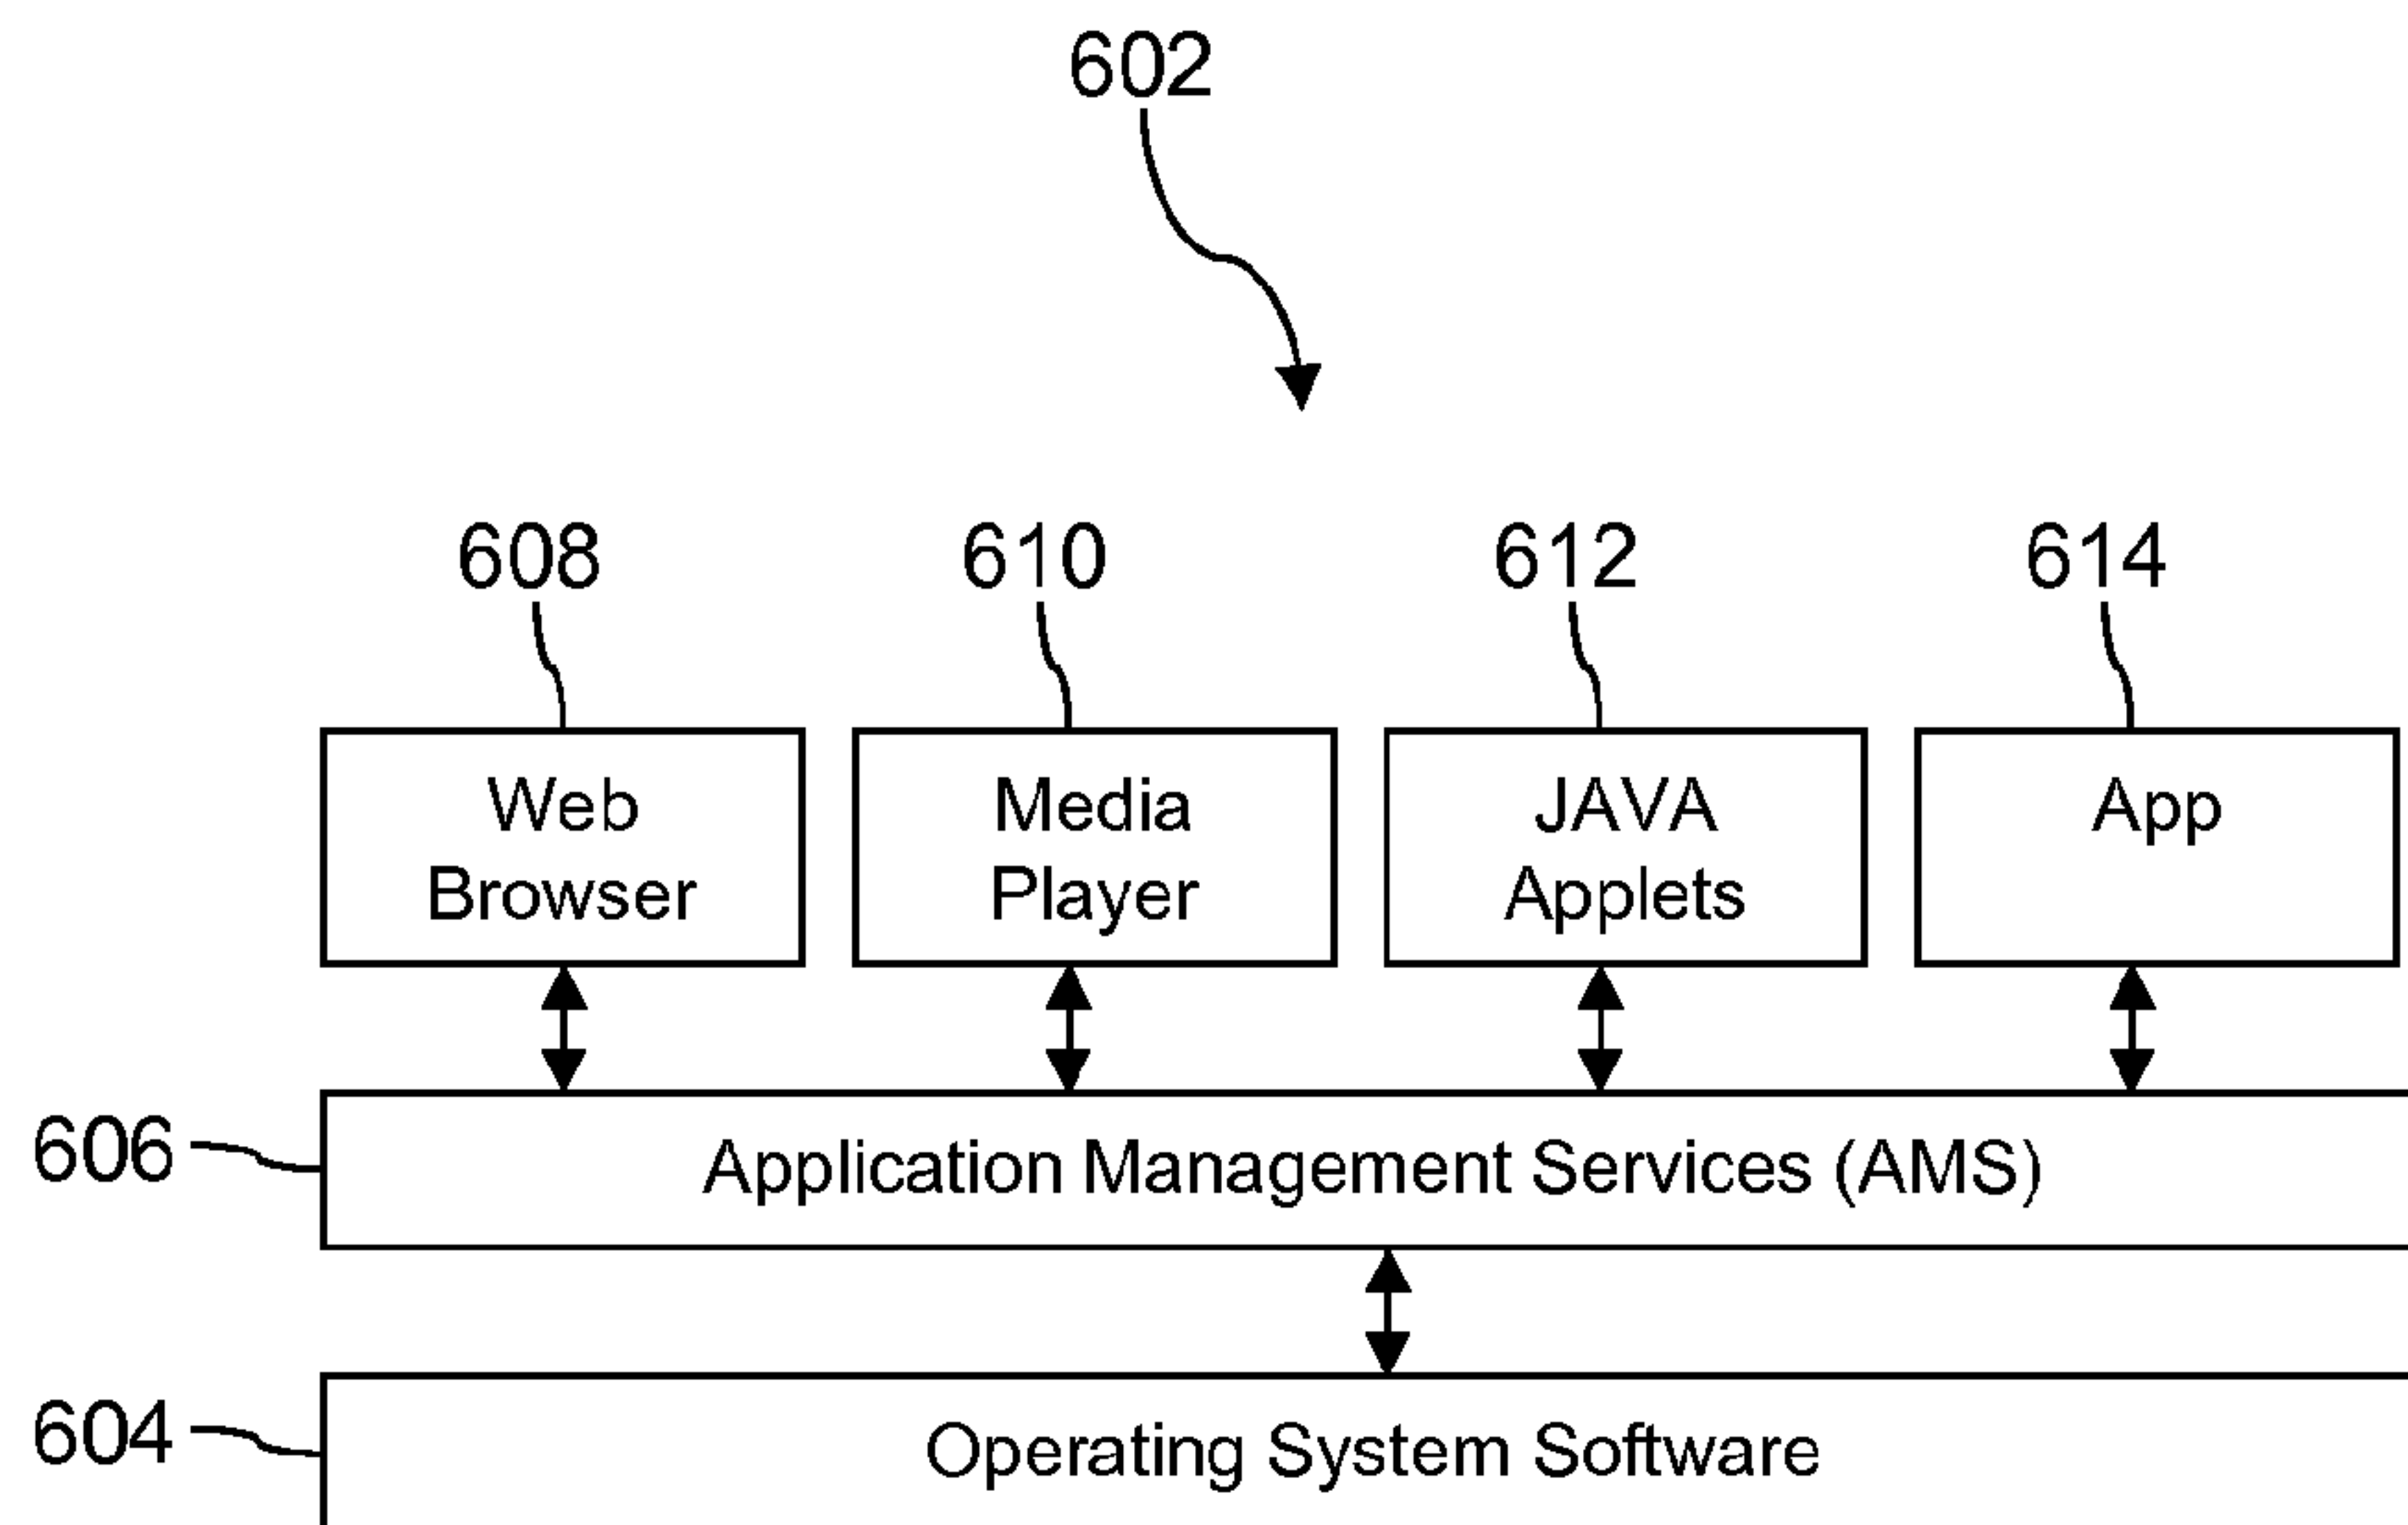 602
608 610 612 614
Web Browser
Media Player
JAVA Applets
App
606
Application Management Services (AMS)
604
Operating System Software